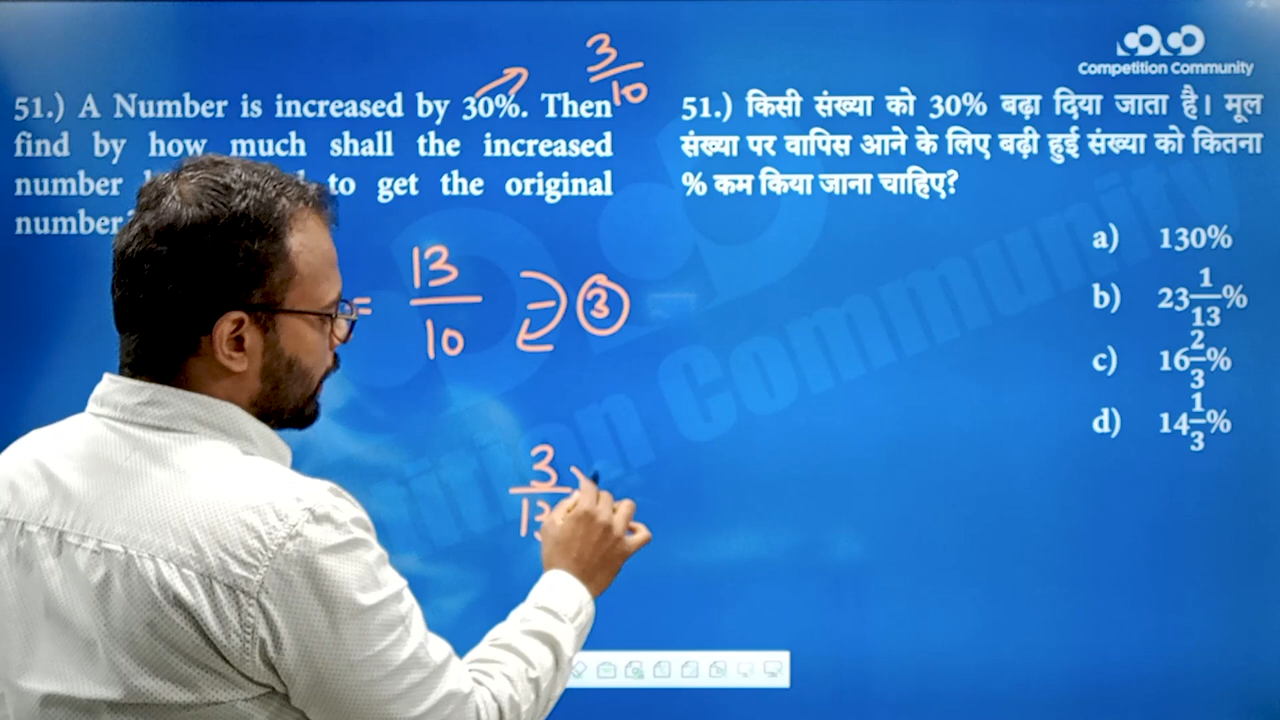 Competition Community
51.) A Number is increased by 30%. Then
find by how much shall the increased
number to get the original
number
3/10
= 13/10
3
3/13
51.) किसी संख्या को 30% बढ़ा दिया जाता है। मूल
संख्या पर वापिस आने के लिए बढ़ी हुई संख्या को कितना
% कम किया जाना चाहिए?
a) 130%
b) 23 1/13%
c) 16 2/3%
d) 14 1/3%
Community